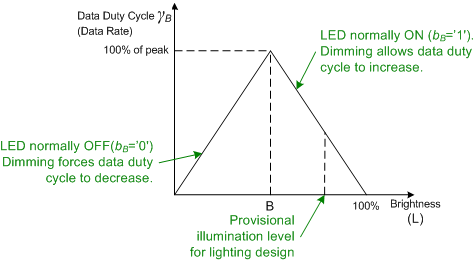 Data Duty Cycle γB
(Data Rate)
100% of peak
LED normally ON (bB='1').
Dimming allows data duty
cycle to increase.
LED normally OFF(bB='0')
Dimming forces data duty
cycle to decrease.
B
100%
Brightness
(L)
Provisional
illumination level
for lighting design